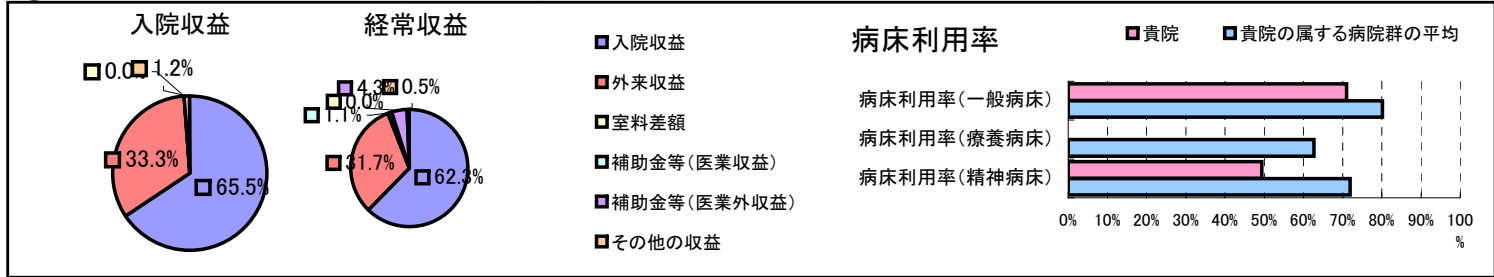 入院収益
0.0%
1.2%
33.3%
65.5%
経常収益
4.3%
0.5%
0.0%
1.1%
31.7%
62.3%
入院収益
外来収益
室料差額
補助金等(医業収益)
補助金等(医業外収益)
その他の収益
病床利用率
貴院
貴院の属する病院群の平均
病床利用率(一般病床)
病床利用率(療養病床)
病床利用率(精神病床)
0% 10% 20% 30% 40% 50% 60% 70% 80% 90% 100
%